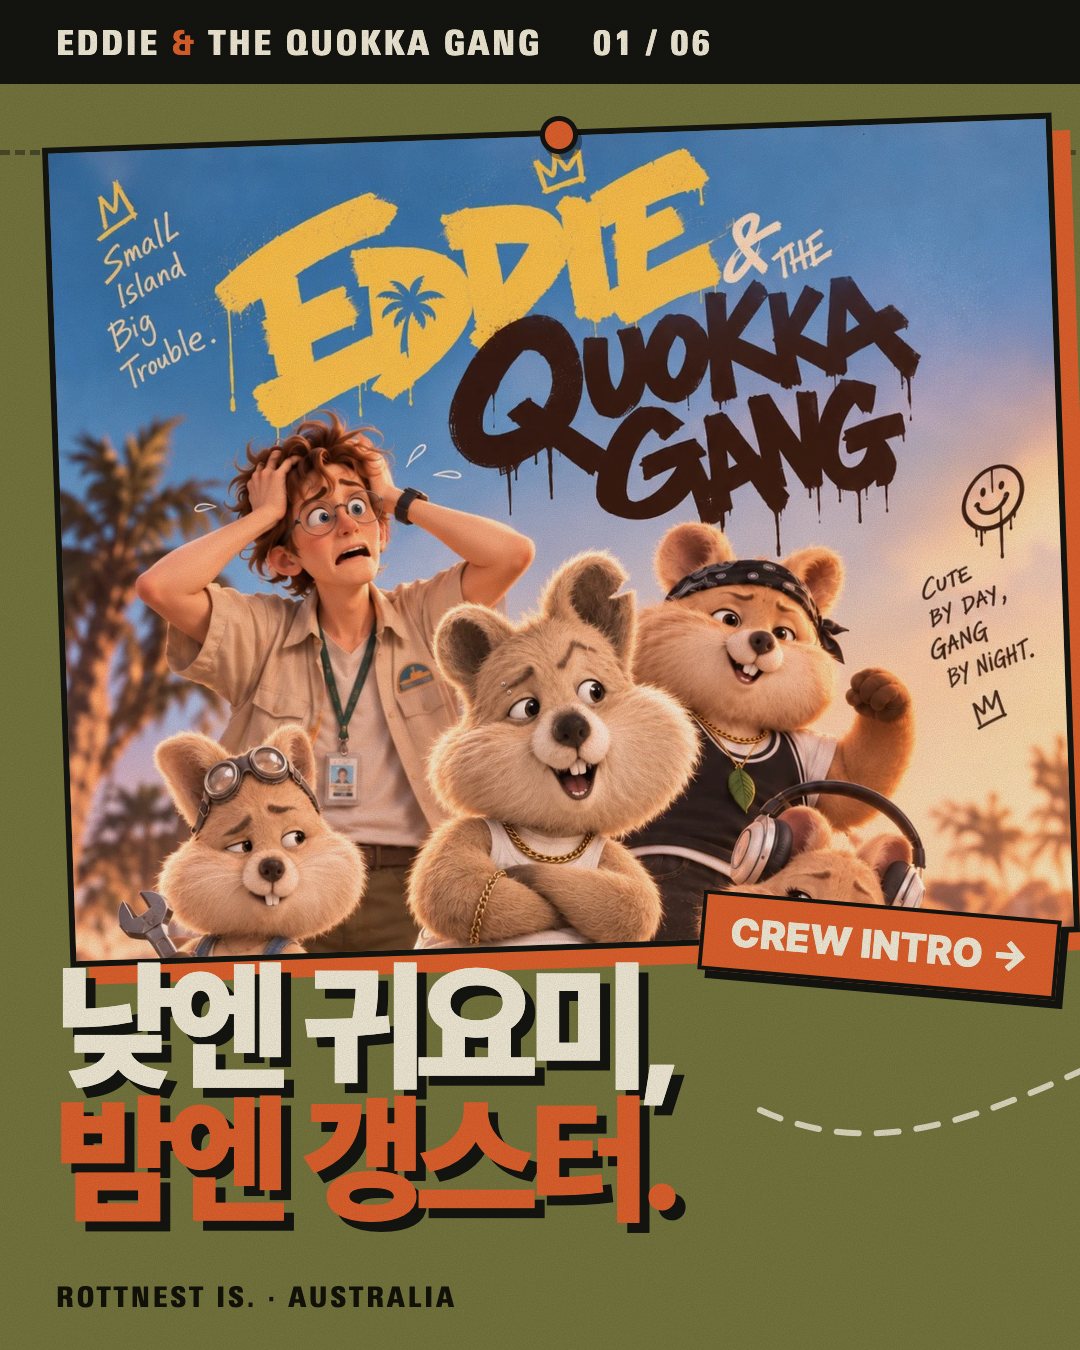 EDDIE & THE QUOKKA GANG 01 / 06
Small
Island
Big
Trouble.
EDDIE
& THE
QUOKKA
GANG
CUTE
BY DAY,
GANG
BY NIGHT.
CREW INTRO →
낮엔 귀요미,
밤엔 갱스터.
ROTTNEST IS. · AUSTRALIA